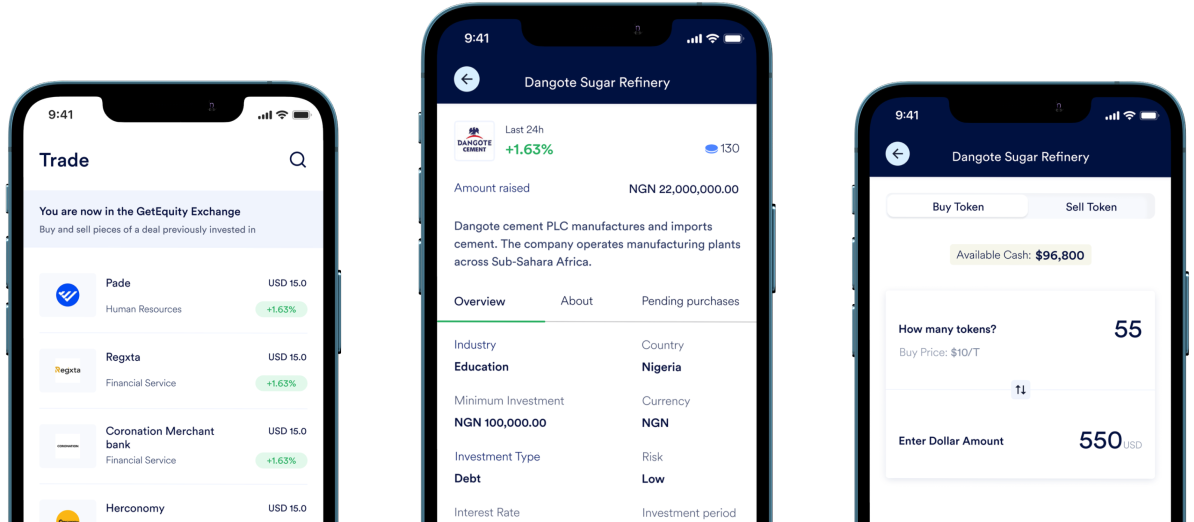 9:41
Trade
You are now in the GetEquity Exchange
Buy and sell pieces of a deal previously invested in
Pade
USD 15.0
Human Resources
+1.63%
Regxta
Regxta
USD 15.0
Financial Service
+1.63%
CORONATION
Coronation Merchant
bank
USD 15.0
Financial Service
+1.63%
Herconomy
USD 15.0
9:41
Dangote Sugar Refinery
DANGOTE
CEMENT
Last 24h
+1.63%
130
Amount raised
NGN 22,000,000.00
Dangote cement PLC manufactures and imports
cement. The company operates manufacturing plants
across Sub-Sahara Africa.
Overview
About
Pending purchases
Industry
Country
Education
Nigeria
Minimum Investment
Currency
NGN 100,000.00
NGN
Investment Type
Risk
Debt
Low
Interest Rate
Investment period
9:41
Dangote Sugar Refinery
Buy Token
Sell Token
Available Cash: $96,800
How many tokens?
55
Buy Price: $10/T
Enter Dollar Amount
550 USD